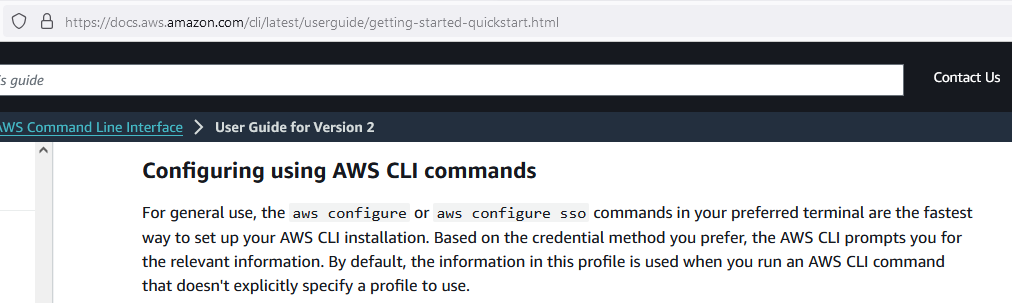 https://docs.aws.amazon.com/cli/latest/userguide/getting-started-quickstart.html
's guide
Contact Us
AWS Command Line Interface > User Guide for Version 2
Configuring using AWS CLI commands
For general use, the aws configure or aws configure sso commands in your preferred terminal are the fastest
way to set up your AWS CLI installation. Based on the credential method you prefer, the AWS CLI prompts you for
the relevant information. By default, the information in this profile is used when you run an AWS CLI command
that doesn't explicitly specify a profile to use.